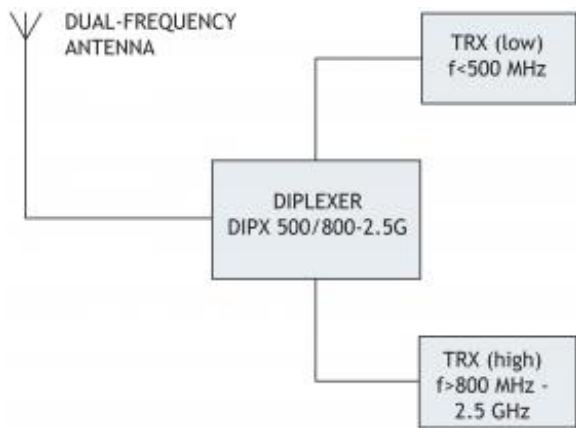 DUAL-FREQUENCY
ANTENNA
TRX (low)
f<500 MHz
DIPLEXER
DIPX 500/800-2.5G
TRX (high)
f>800 MHz -
2.5 GHz